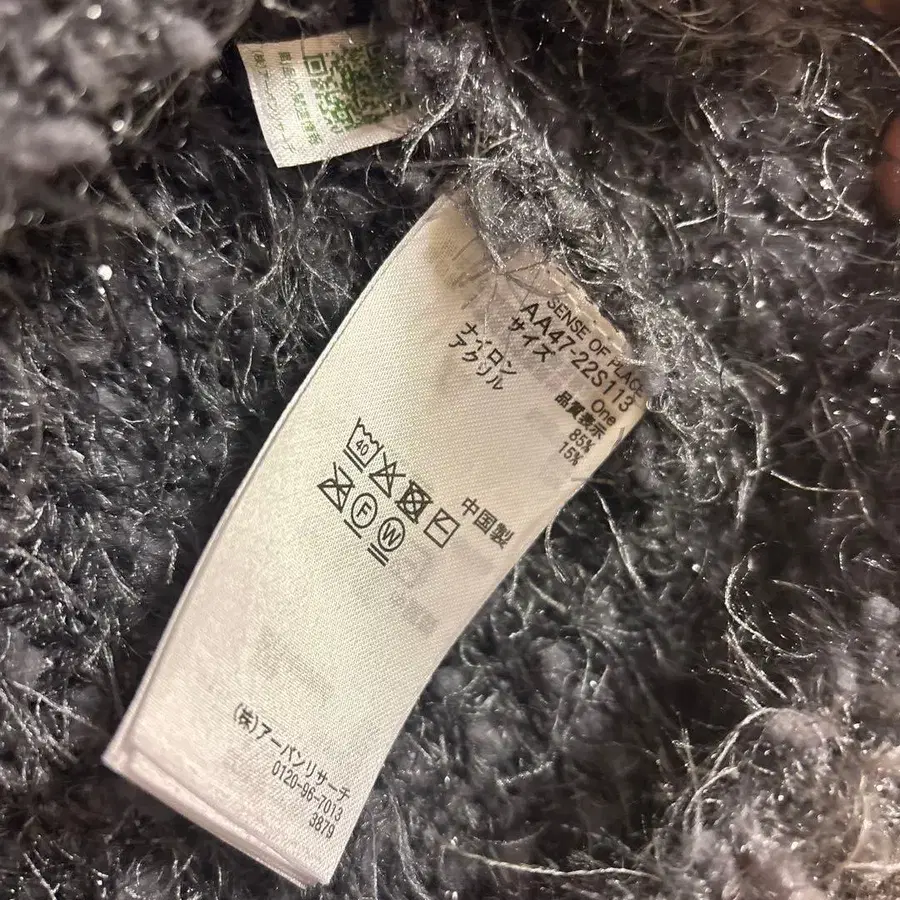 SENSE OF PLACE
AA47-22S113
サイズ One
品質表示
ナイロン 85%
アクリル 15%
中国製
40
F W
(株)アーバンリサーチ
0120-96-7013
3879